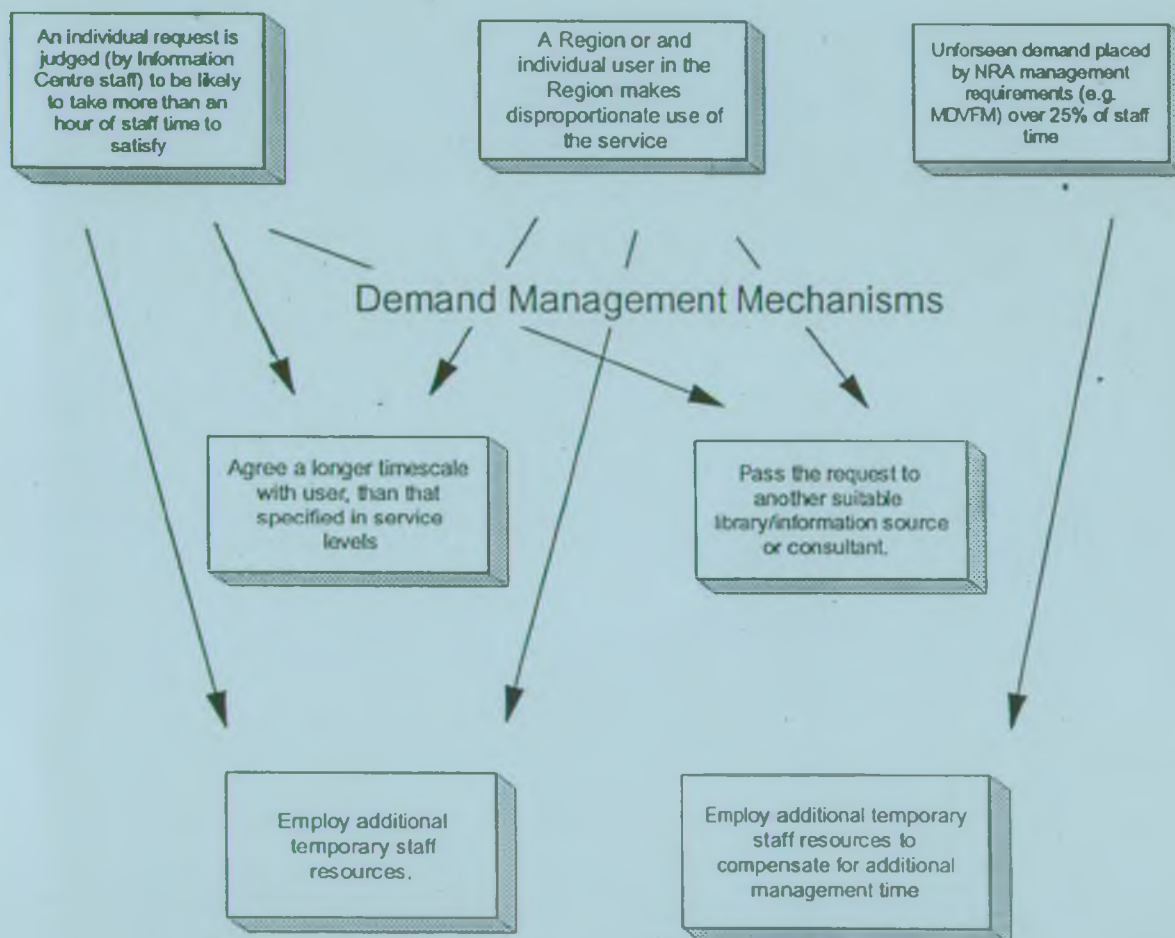 An individual request is
judged (by Information
Centre staff) to be likely
to take more than an
hour of staff time to
satisfy
A Region or and
individual user in the
Region makes
disproportionate use of
the service
Unforseen demand placed
by NRA management
requirements (e.g.
MDVFM) over 25% of staff
time
Demand Management Mechanisms
Agree a longer timescale
with user, than that
specified in service
levels
Pass the request to
another suitable
library/information source
or consultant.
Employ additional
temporary staff
resources.
Employ additional temporary
staff resources to
compensate for additional
management time